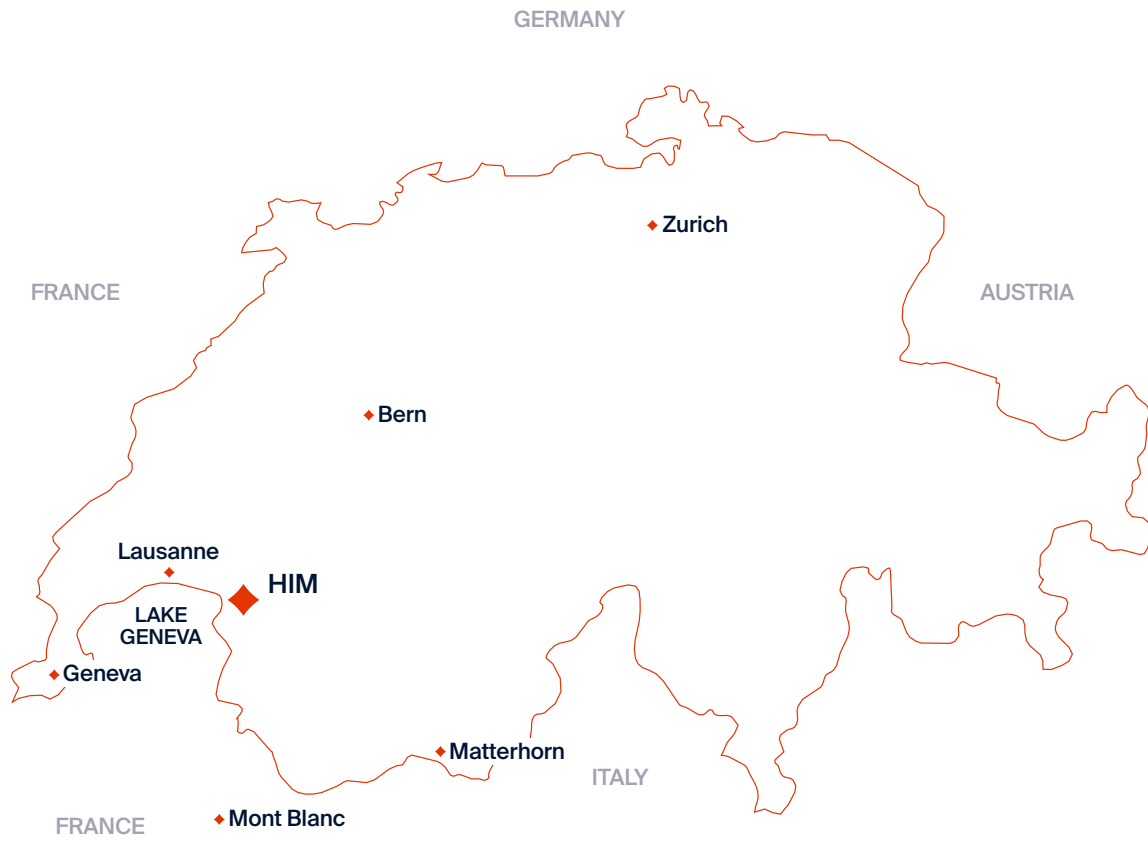 GERMANY
Zurich
FRANCE
AUSTRIA
Bern
Lausanne
HIM
LAKE
GENEVA
Geneva
Matterhorn
ITALY
Mont Blanc
FRANCE